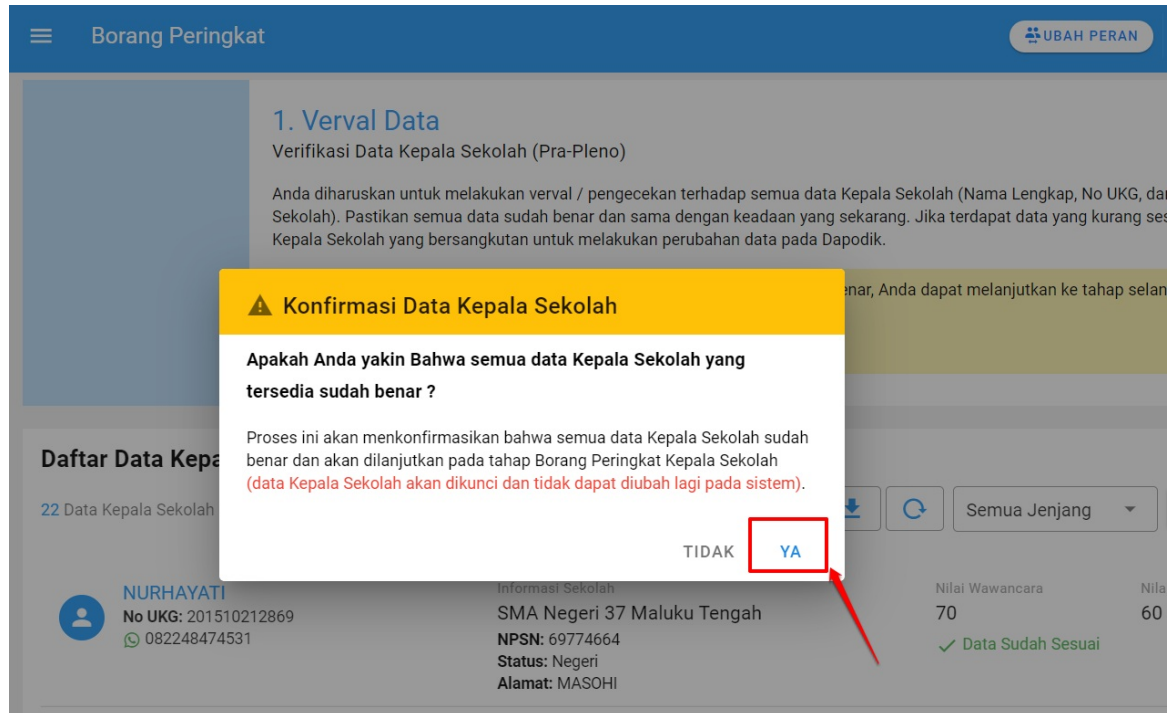 Borang Peringkat
UBAH PERAN
1. Verval Data
Verifikasi Data Kepala Sekolah (Pra-Pleno)
Anda diharuskan untuk melakukan verval / pengecekan terhadap semua data Kepala Sekolah (Nama Lengkap, No UKG,
Sekolah). Pastikan semua data sudah benar dan sama dengan keadaan yang sekarang. Jika terdapat data yang kurang
Kepala Sekolah yang bersangkutan untuk melakukan perubahan data pada Dapodik.
Anda dapat melanjutkan ke tahap
Konfirmasi Data Kepala Sekolah
Apakah Anda yakin Bahwa semua data Kepala Sekolah yang
tersedia sudah benar ?
Proses ini akan menkonfirmasikan bahwa semua data Kepala Sekolah sudah
benar dan akan dilanjutkan pada tahap Borang Peringkat Kepala Sekolah
(data Kepala Sekolah akan dikunci dan tidak dapat diubah lagi pada sistem).
TIDAK YA
Daftar Data
22 Data Kepala Sekolah
Semua Jenjang
NURHAYATI
No UKG: 201510212869
082248474531
Informasi Sekolah
SMA Negeri 37 Maluku Tengah
NPSN: 69774664
Status: Negeri
Alamat: MASOHI
Nilai Wawancara
70
Data Sudah Sesuai
60